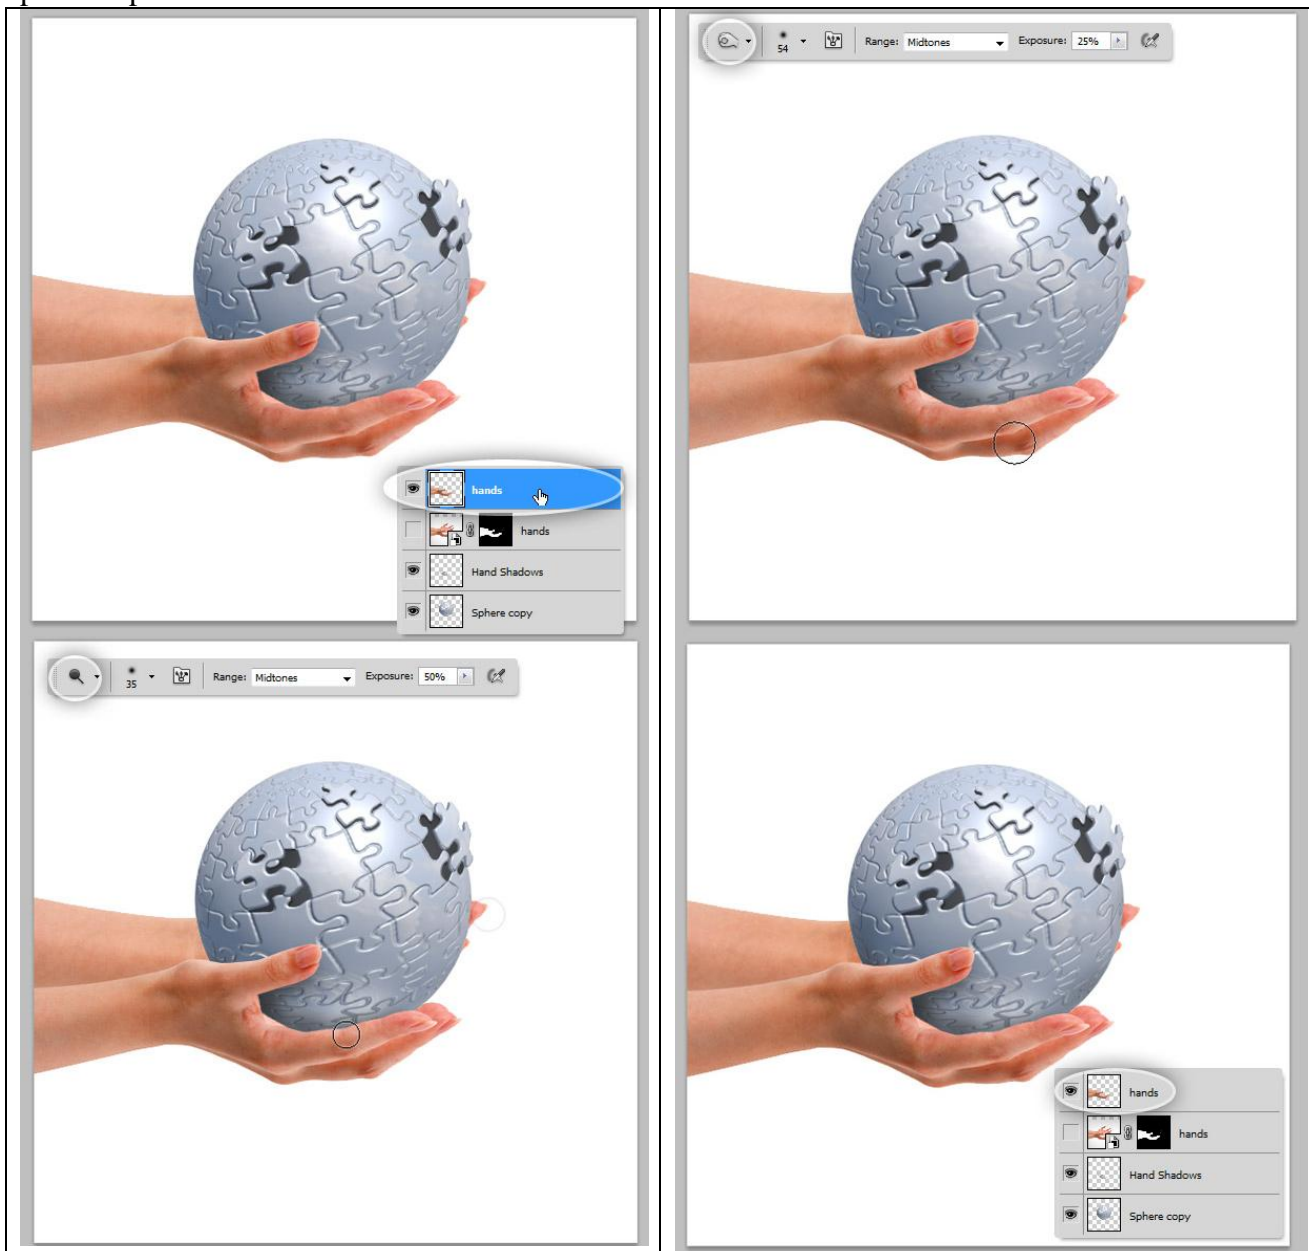 hands
hands
Hand Shadows
Sphere copy
54 Range: Midtones Exposure: 25%
35 Range: Midtones Exposure: 50%
hands
hands
Hand Shadows
Sphere copy